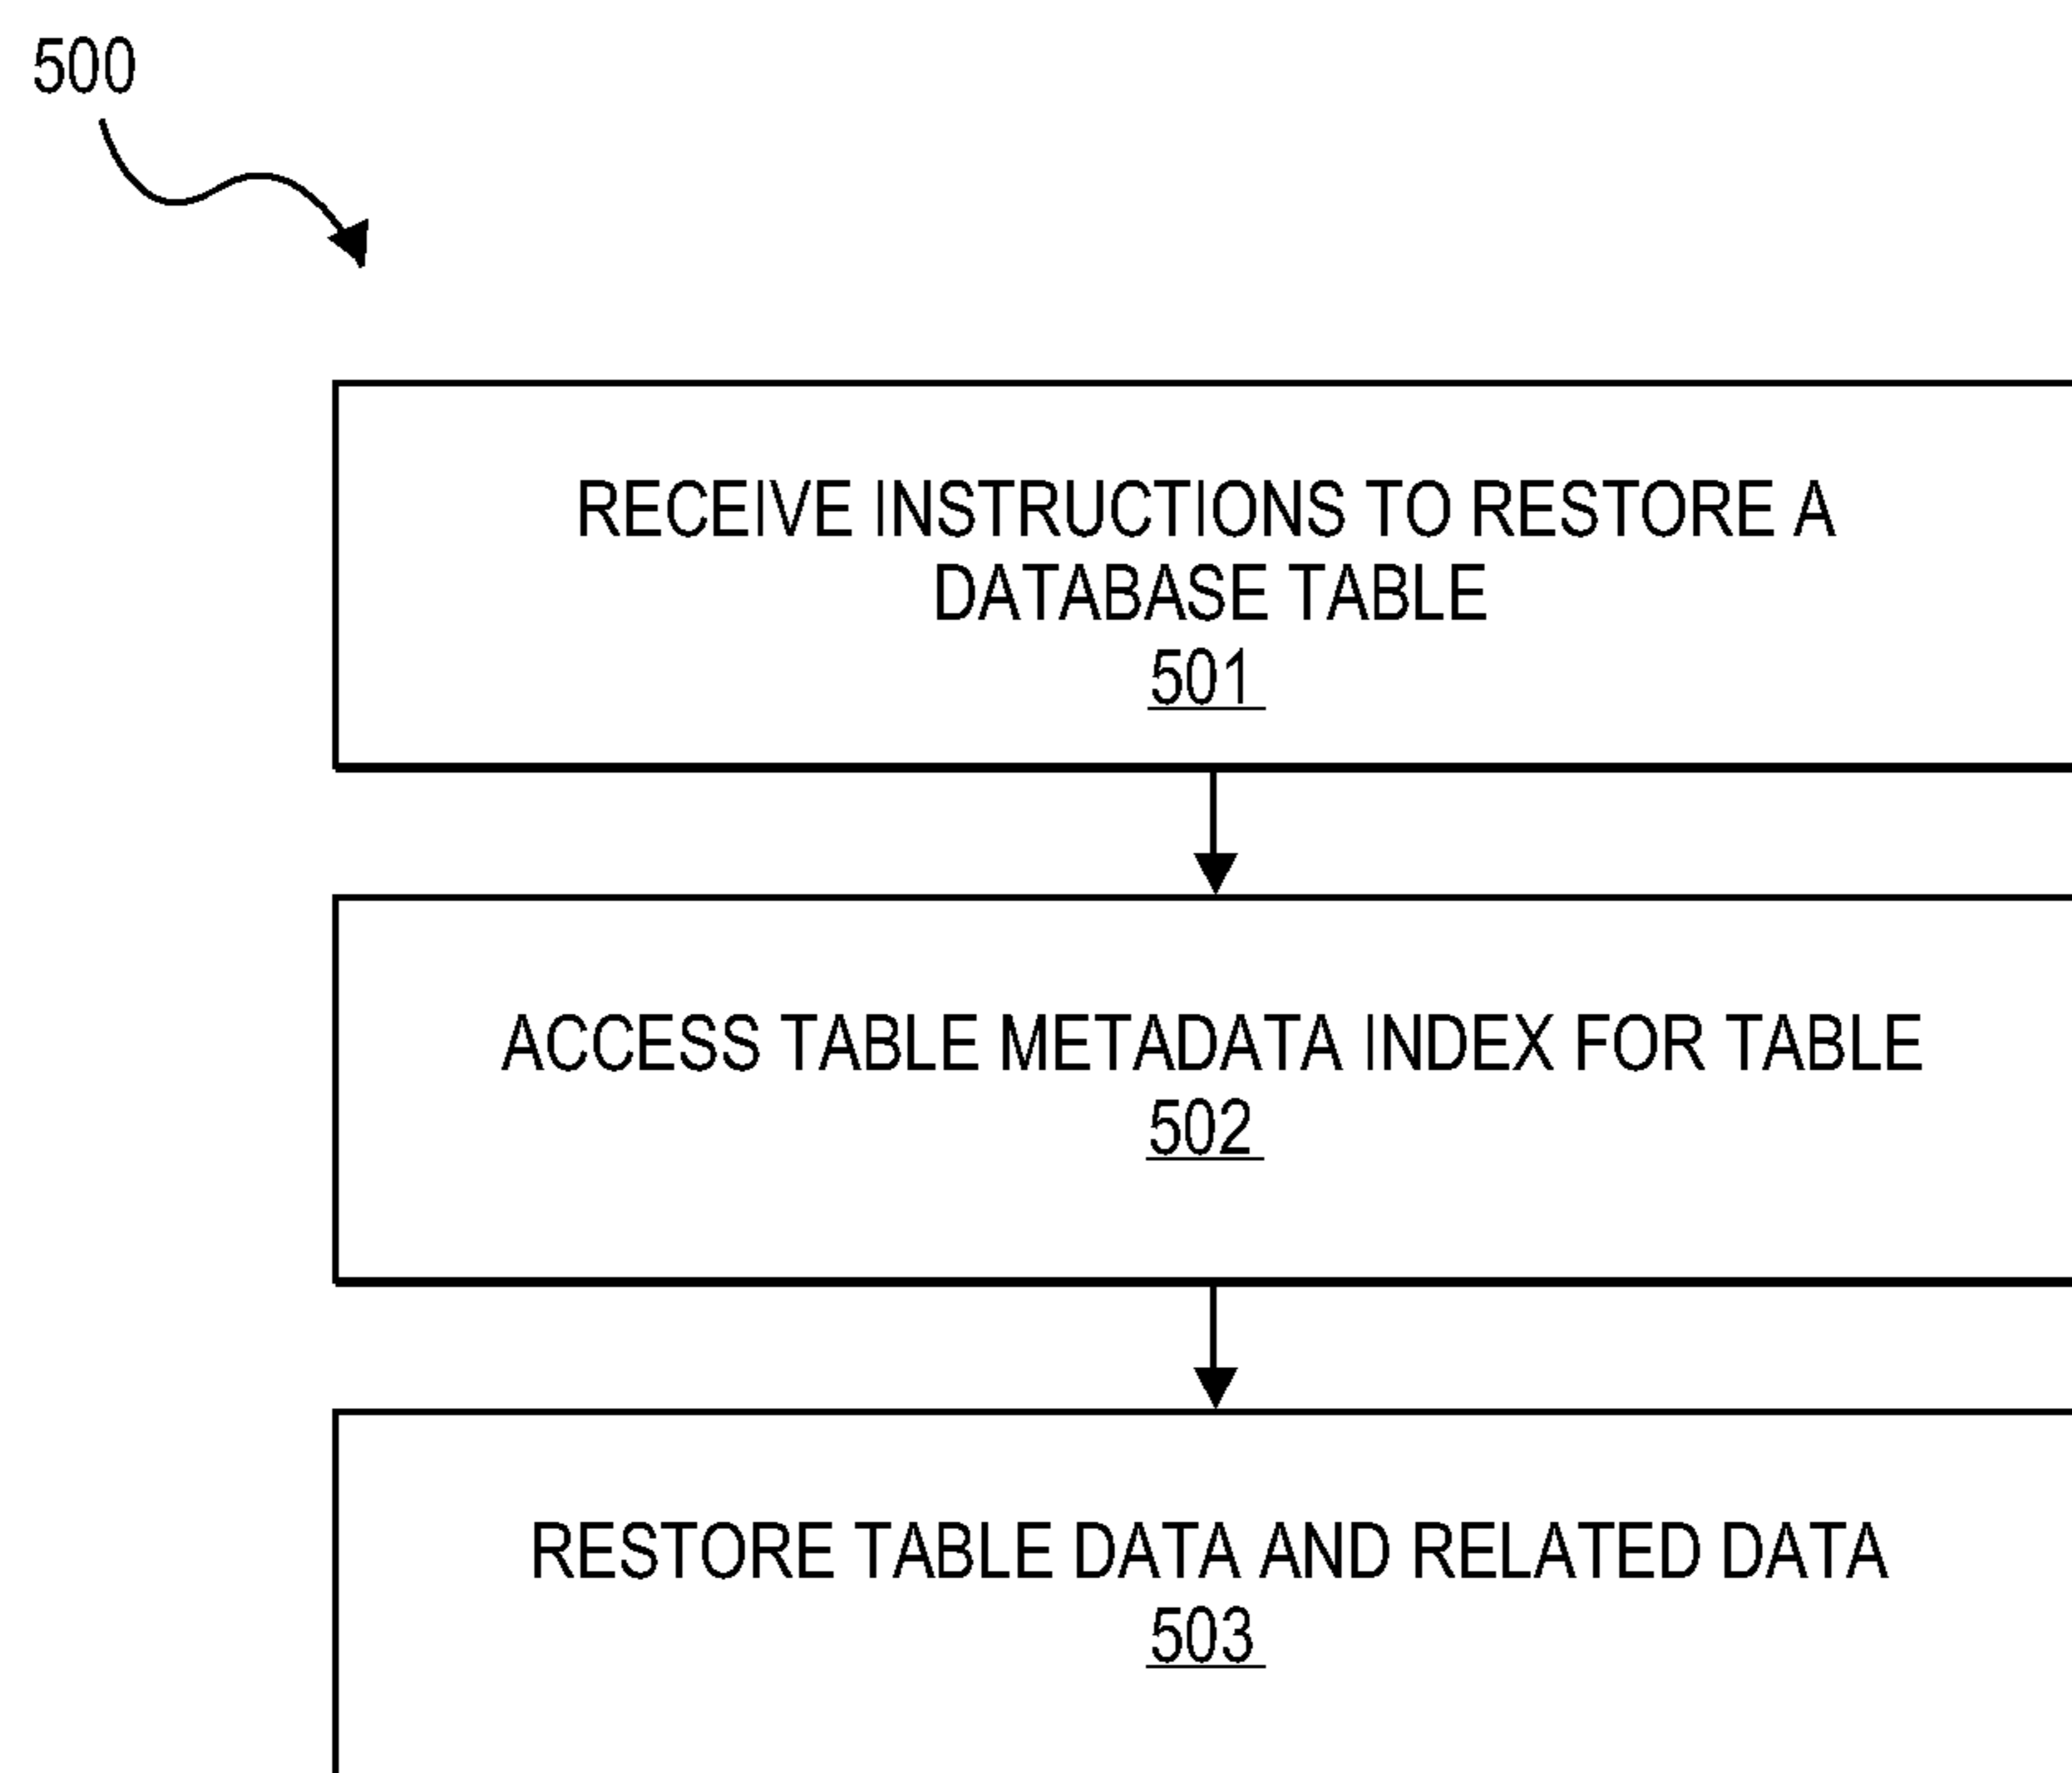 500
RECEIVE INSTRUCTIONS TO RESTORE A
DATABASE TABLE
501
ACCESS TABLE METADATA INDEX FOR TABLE
502
RESTORE TABLE DATA AND RELATED DATA
503